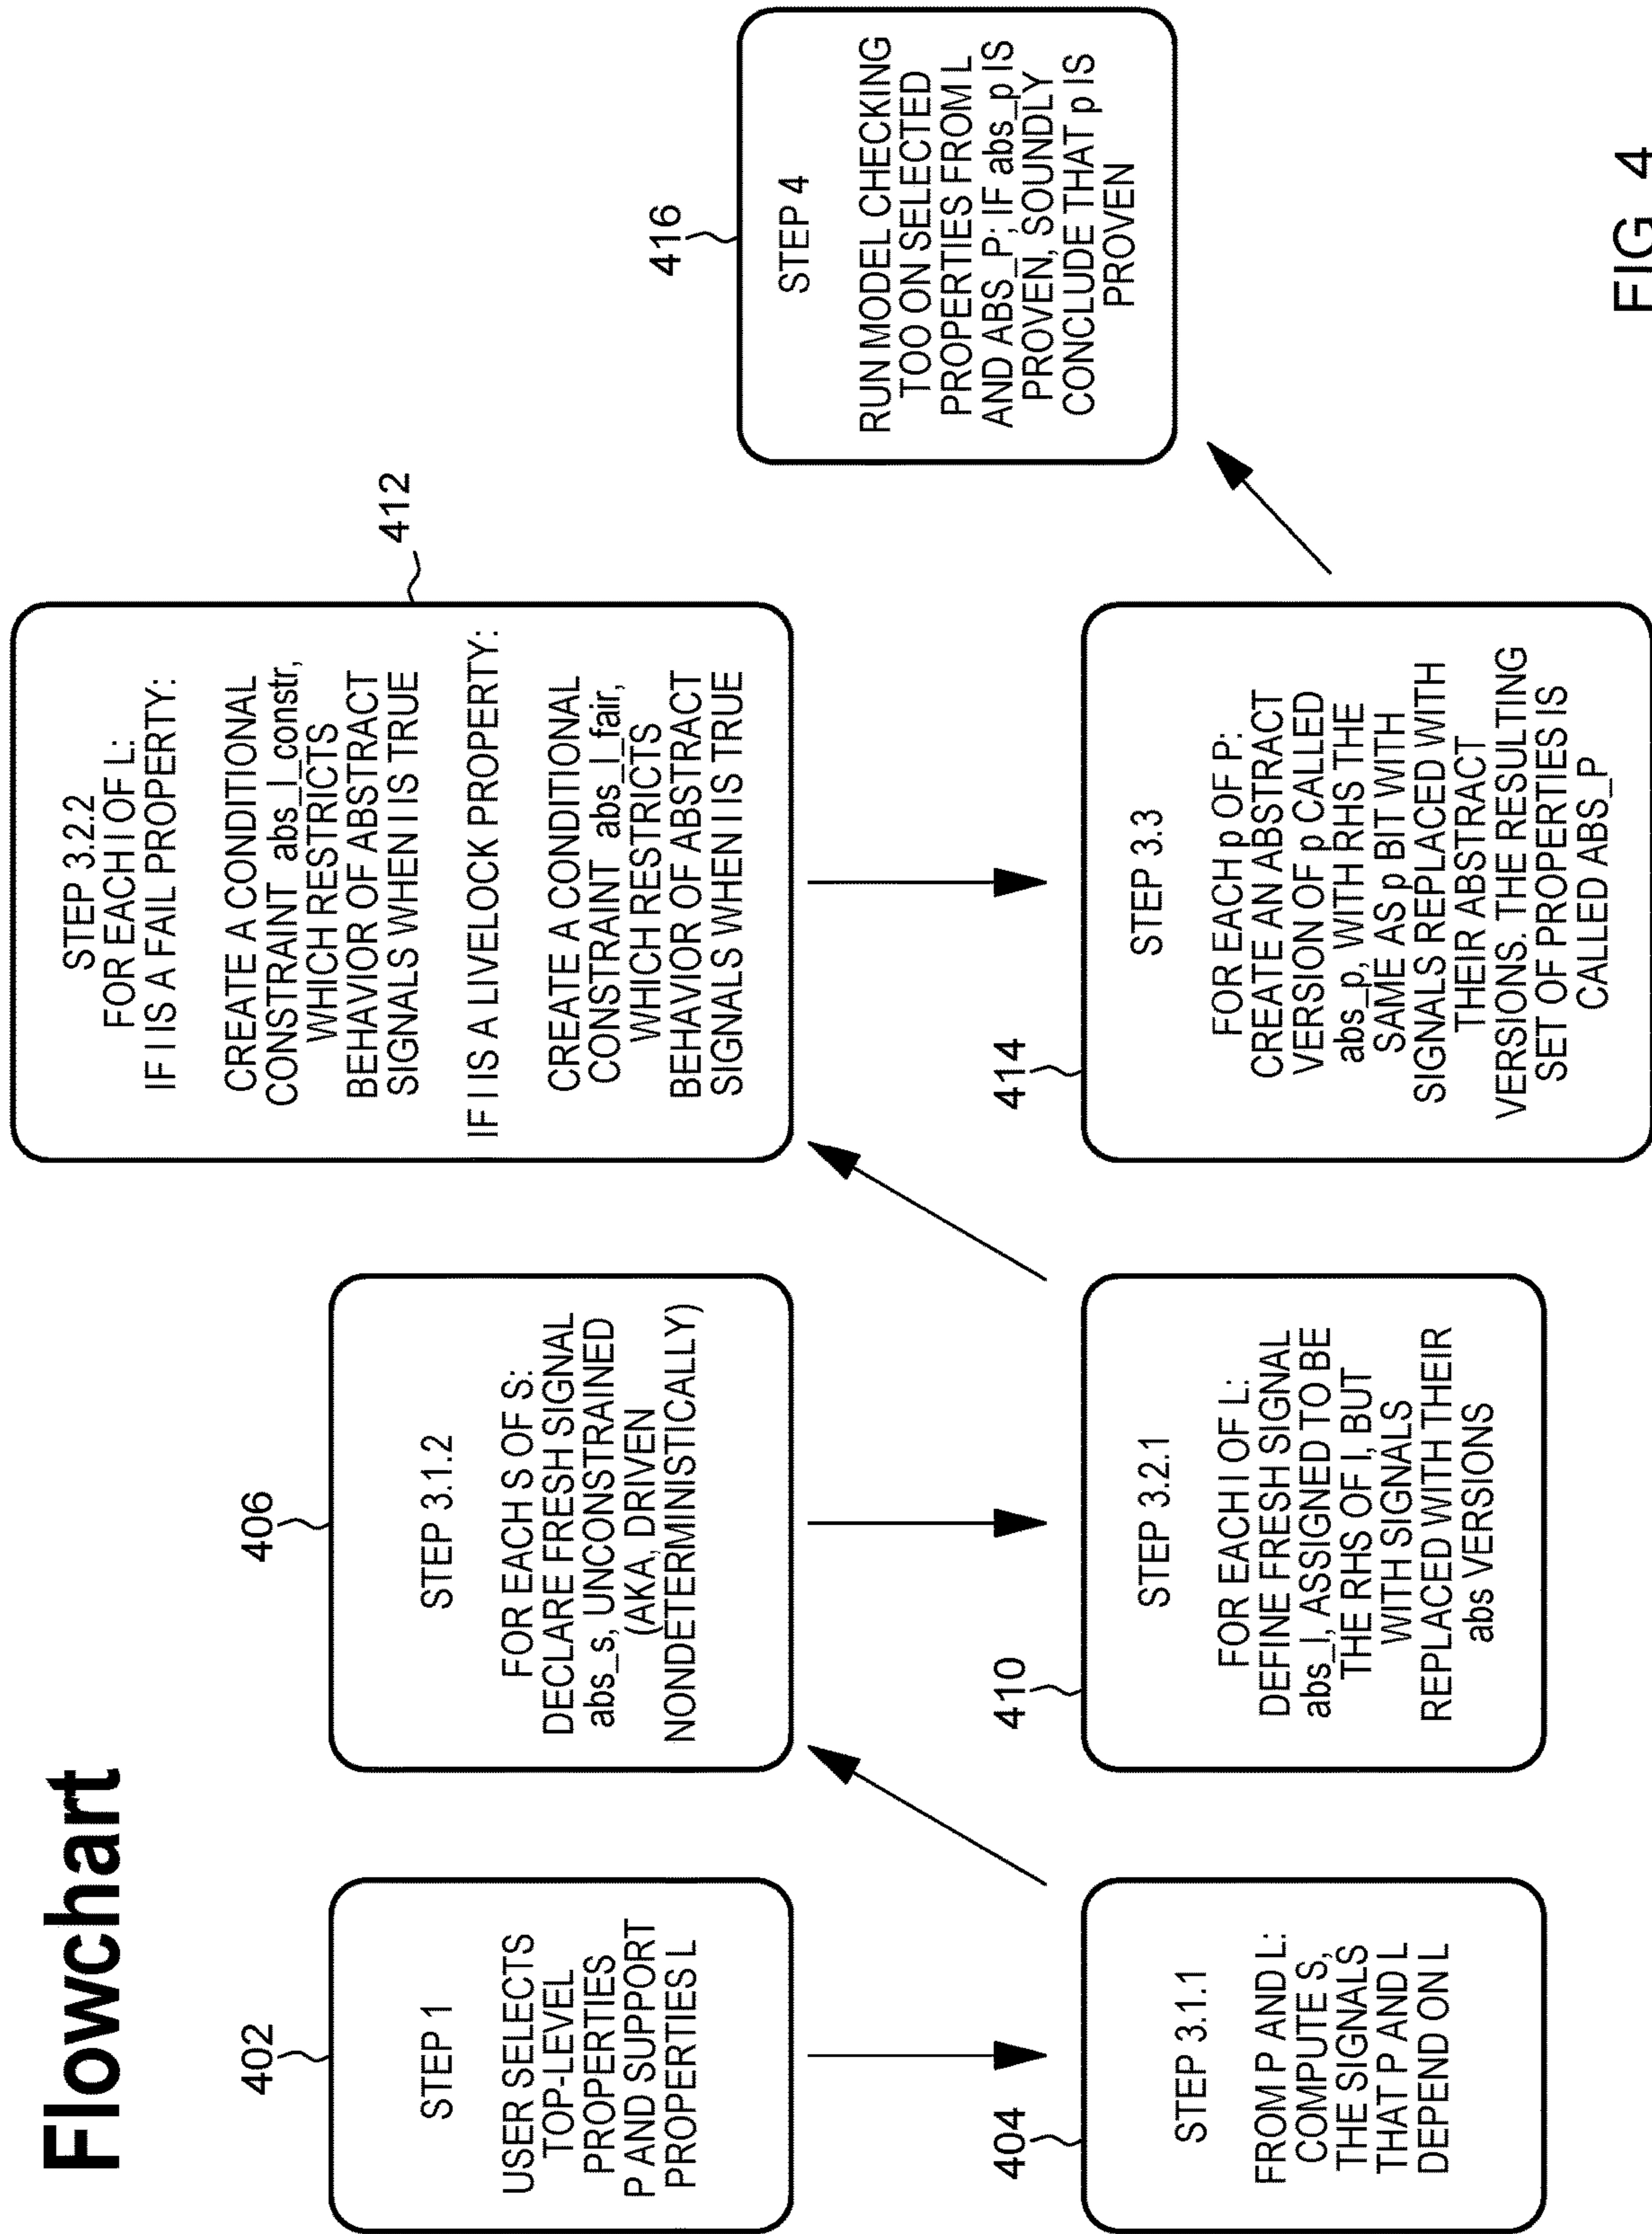 Flowchart
402
STEP 1
USER SELECTS
TOP-LEVEL
PROPERTIES
P AND SUPPORT
PROPERTIES L
404
STEP 3.1.1
FROM P AND L:
COMPUTE S,
THE SIGNALS
THAT P AND L
DEPEND ON L
406
STEP 3.1.2
FOR EACH S OF S:
DECLARE FRESH SIGNAL
abs_s, UNCONSTRAINED
(AKA, DRIVEN
NONDETERMINISTICALLY)
410
STEP 3.2.1
FOR EACH l OF L:
DEFINE FRESH SIGNAL
abs_l, ASSIGNED TO BE
THE RHS OF l, BUT
WITH SIGNALS
REPLACED WITH THEIR
abs VERSIONS
412
STEP 3.2.2
FOR EACH l OF L:
IF l IS A FAIL PROPERTY:
CREATE A CONDITIONAL
CONSTRAINT abs_l_constr,
WHICH RESTRICTS
BEHAVIOR OF ABSTRACT
SIGNALS WHEN l IS TRUE
IF l IS A LIVELOCK PROPERTY:
CREATE A CONDITIONAL
CONSTRAINT abs_l_fair,
WHICH RESTRICTS
BEHAVIOR OF ABSTRACT
SIGNALS WHEN l IS TRUE
414
STEP 3.3
FOR EACH p OF P:
CREATE AN ABSTRACT
VERSION OF p CALLED
abs_p, WITH RHS THE
SAME AS p BIT WITH
SIGNALS REPLACED WITH
THEIR ABSTRACT
VERSIONS. THE RESULTING
SET OF PROPERTIES IS
CALLED ABS_P
416
STEP 4
RUN MODEL CHECKING
TOO ON SELECTED
PROPERTIES FROM L
AND ABS_P; IF abs_p IS
PROVEN, SOUNDLY
CONCLUDE THAT p IS
PROVEN
FIG. 4